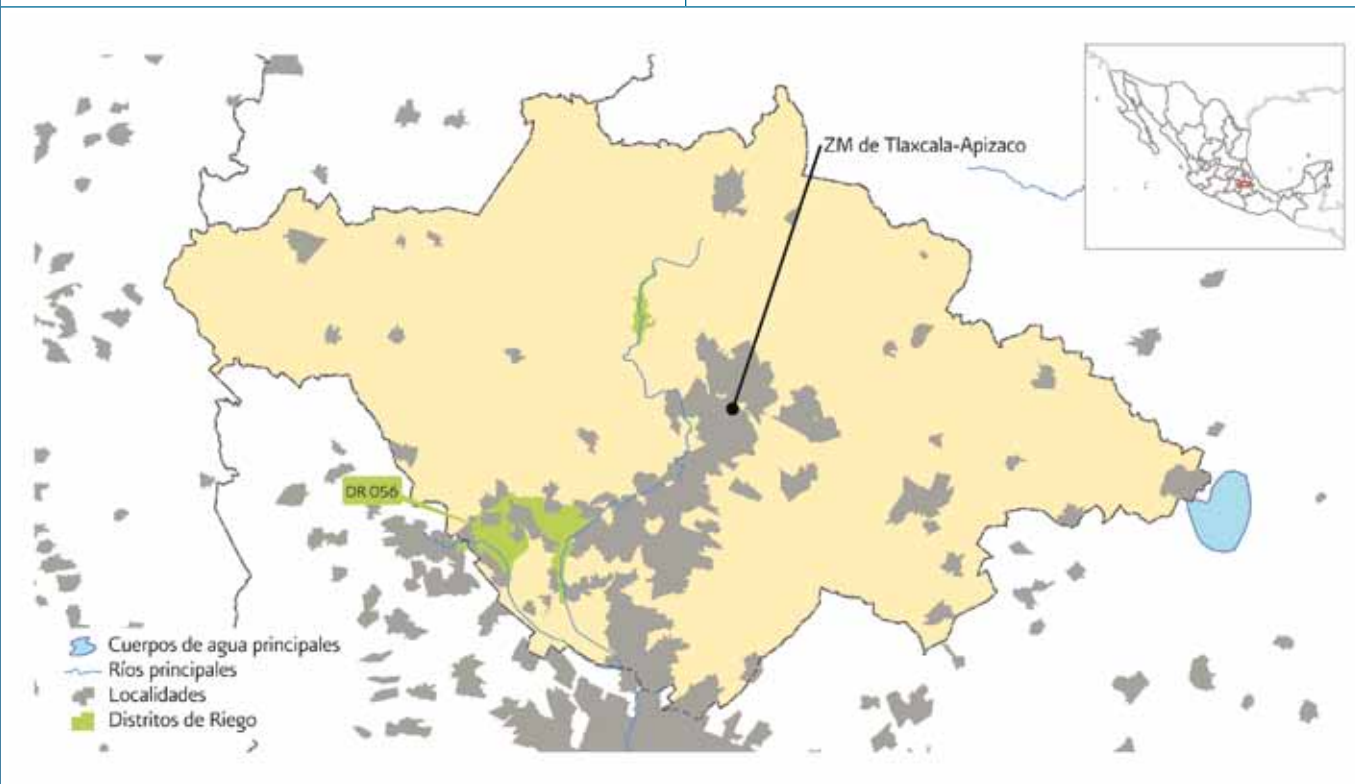 ZM de Tlaxcala-Apizaco
DR 056
Cuerpos de agua principales
Ríos principales
Localidades
Distritos de Riego